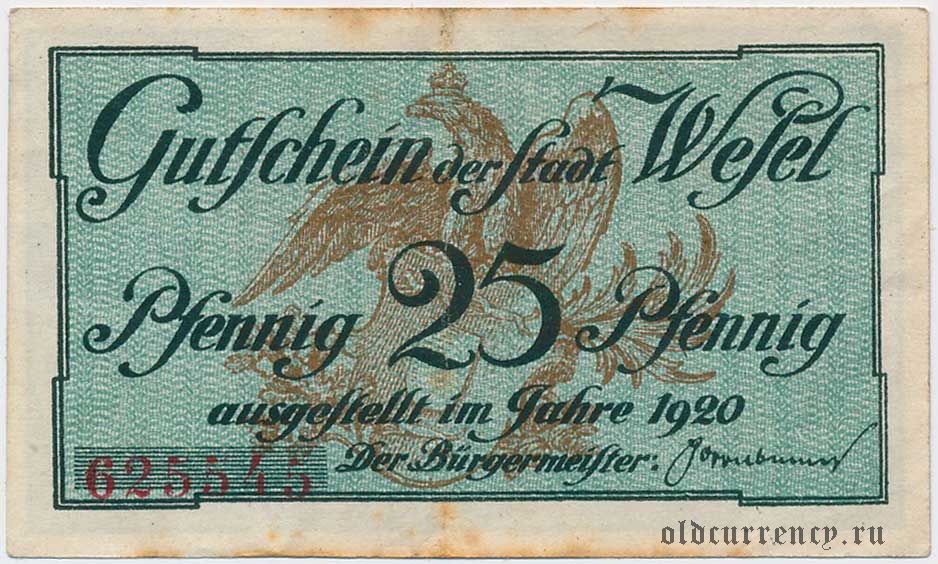 Gutschein der Stadt Wesel
Pfennig 25 Pfennig
ausgestellt im Jahre 1920
Der Bürgermeister:
625545
oldcurrency.ru